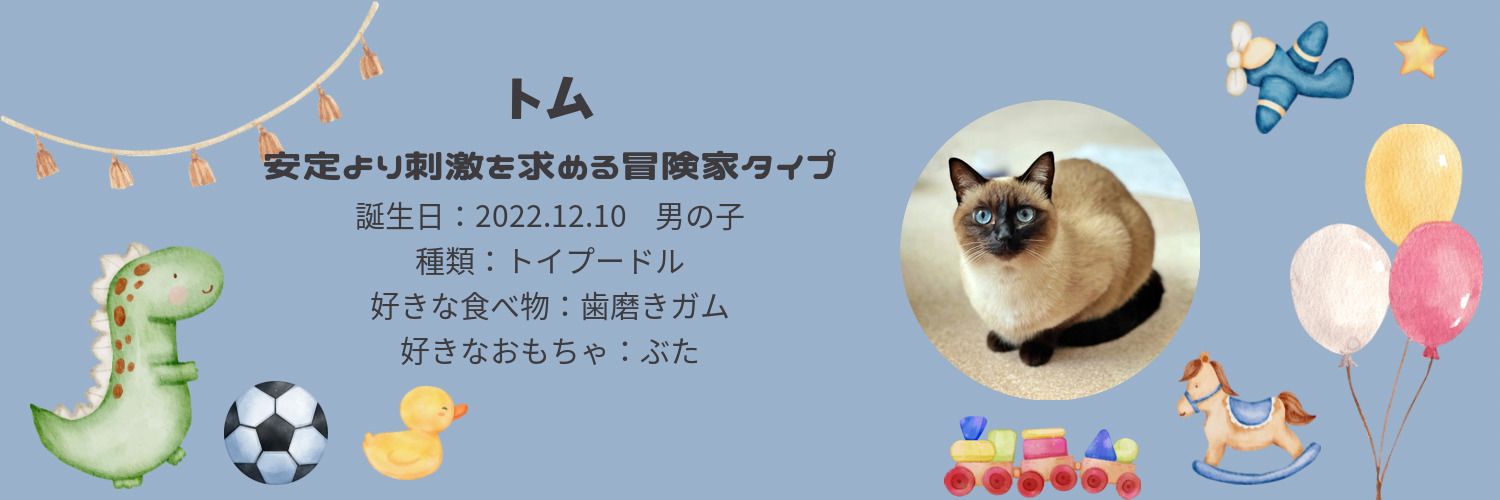 トム
安定より刺激を求める冒険家タイプ
誕生日：2022.12.10　男の子
種類：トイプードル
好きな食べ物：歯磨きガム
好きなおもちゃ：ぶた